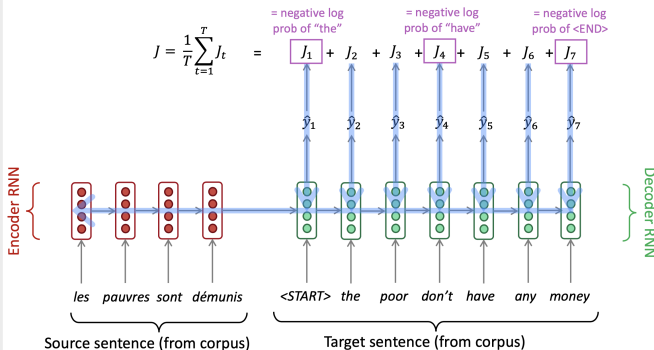 = negative log prob of "the"
= negative log prob of "have"
= negative log prob of <END>
J = 1/T ∑_{t=1}^{T} J_t = J_1 + J_2 + J_3 + J_4 + J_5 + J_6 + J_7
ŷ_1 ŷ_2 ŷ_3 ŷ_4 ŷ_5 ŷ_6 ŷ_7
Encoder RNN
Decoder RNN
les pauvres sont démunis <START> the poor don't have any money
Source sentence (from corpus)
Target sentence (from corpus)